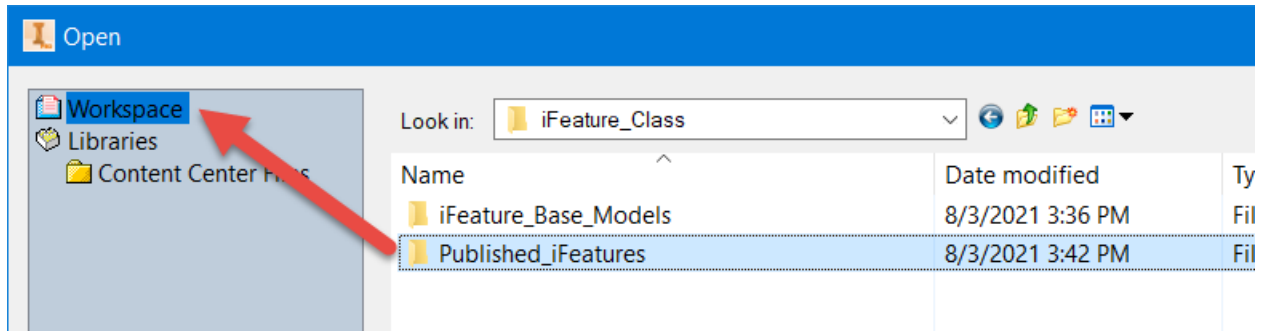 Open
Workspace
Libraries
Content Center Files
Look in: iFeature_Class
Name Date modified Ty
iFeature_Base_Models 8/3/2021 3:36 PM Fil
Published_iFeatures 8/3/2021 3:42 PM Fil